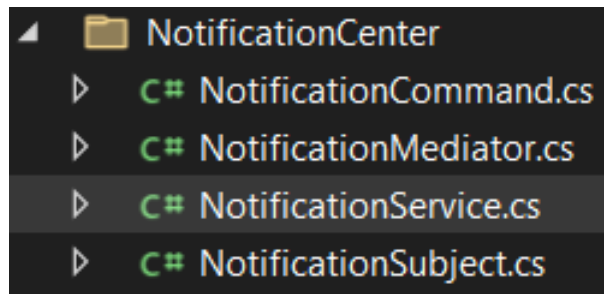 NotificationCenter
C# NotificationCommand.cs
C# NotificationMediator.cs
C# NotificationService.cs
C# NotificationSubject.cs